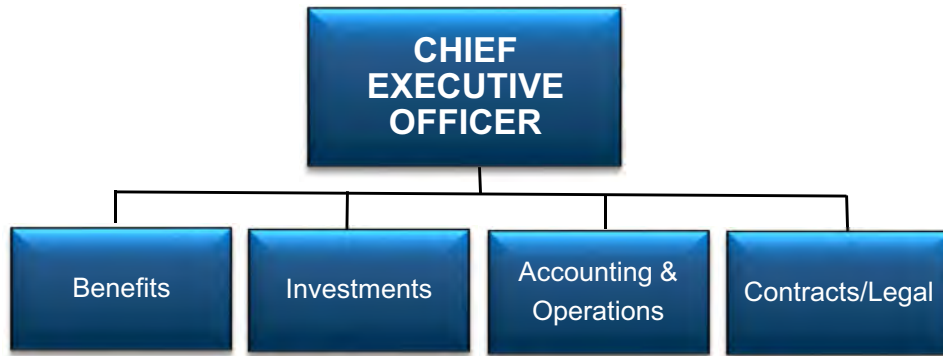 CHIEF
EXECUTIVE
OFFICER
Benefits
Investments
Accounting &
Operations
Contracts/Legal